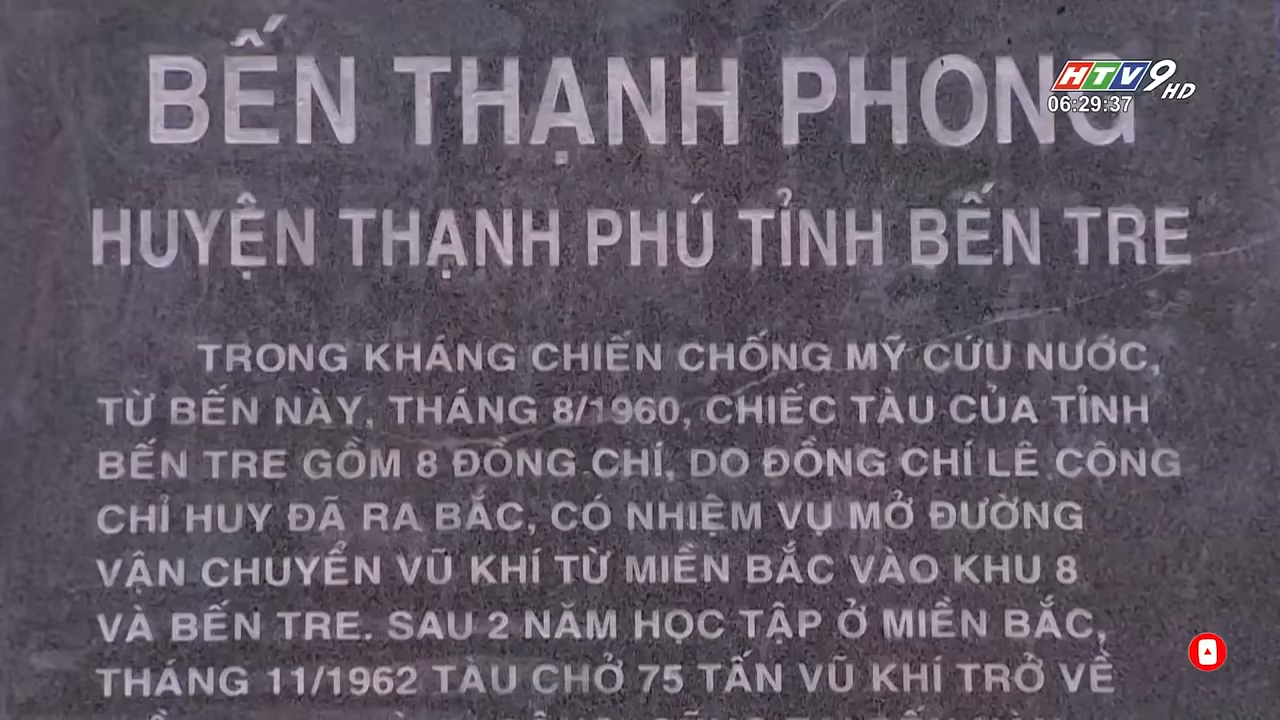 BẾN THẠNH PHONG
HTV9 HD
06:29:37
HUYỆN THẠNH PHÚ TỈNH BẾN TRE
TRONG KHÁNG CHIẾN CHỐNG MỸ CỨU NƯỚC,
TỪ BẾN NÀY, THÁNG 8/1960, CHIẾC TÀU CỦA TỈNH
BẾN TRE GỒM 8 ĐỒNG CHÍ, DO ĐỒNG CHÍ LÊ CÔNG
CHỈ HUY ĐÃ RA BẮC, CÓ NHIỆM VỤ MỞ ĐƯỜNG
VẬN CHUYỂN VŨ KHÍ TỪ MIỀN BẮC VÀO KHU 8
VÀ BẾN TRE. SAU 2 NĂM HỌC TẬP Ở MIỀN BẮC,
THÁNG 11/1962 TÀU CHỞ 75 TẤN VŨ KHÍ TRỞ VỀ